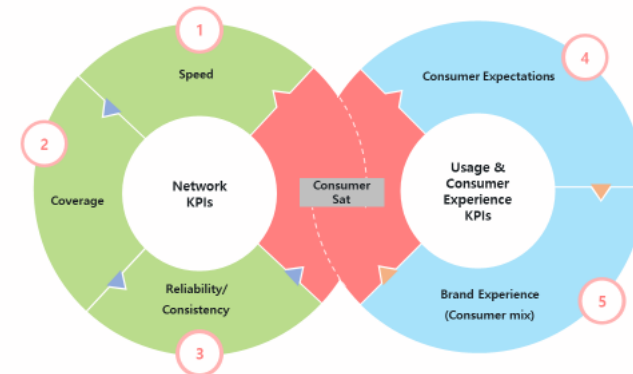 1
Speed
2
Coverage
Network
KPIs
Reliability/
Consistency
3
Consumer
Sat
4
Consumer Expectations
Usage &
Consumer
Experience
KPIs
Brand Experience
(Consumer mix)
5